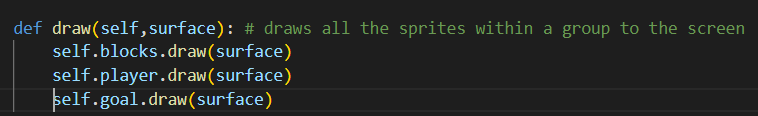 def draw(self,surface): # draws all the sprites within a group to the screen
    self.blocks.draw(surface)
    self.player.draw(surface)
    self.goal.draw(surface)